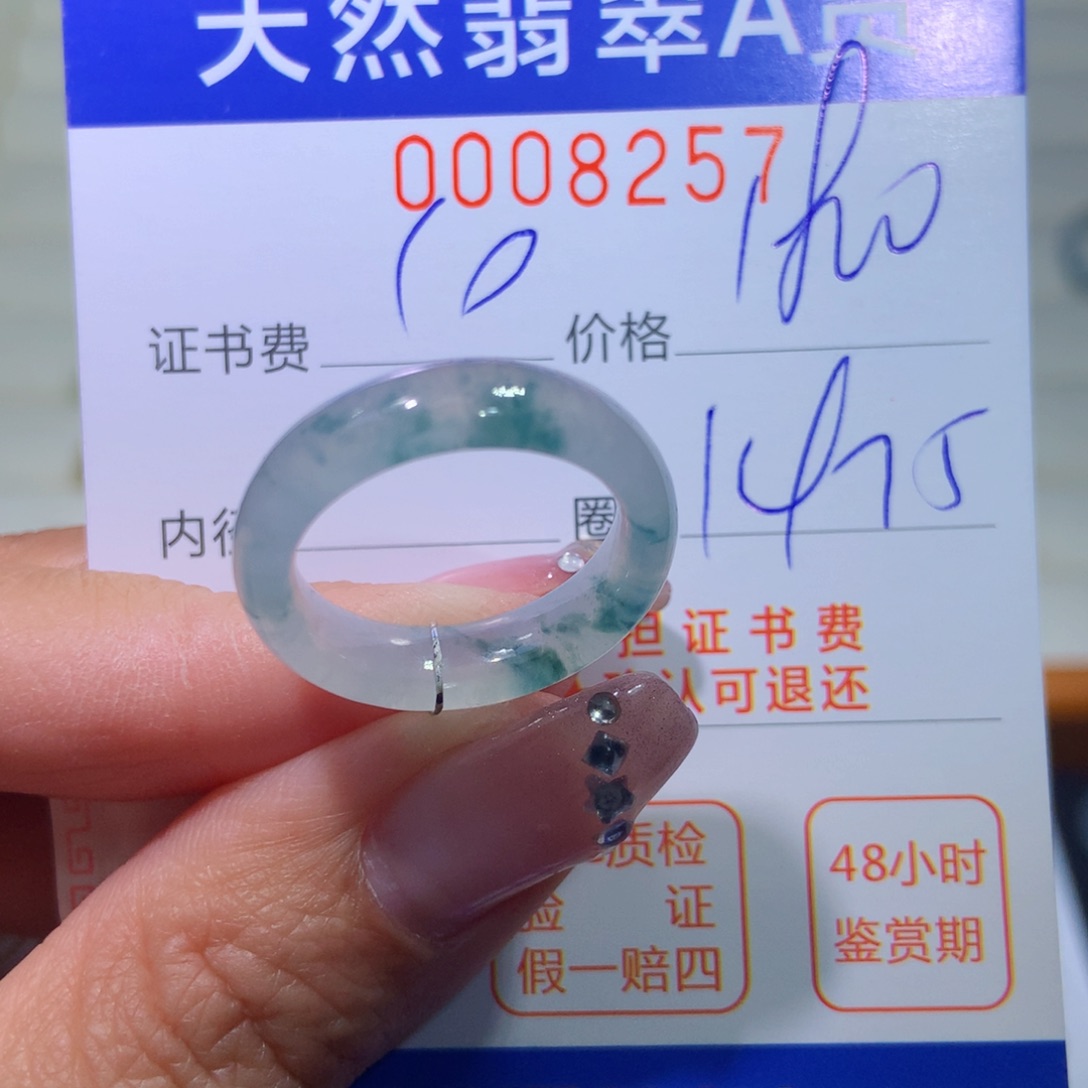 天然翡翠A货
0008257
证书费 10 价格
内径 圈 14.75
担证书费
认可退还
质检 48小时
验 证 鉴赏期
假一赔四